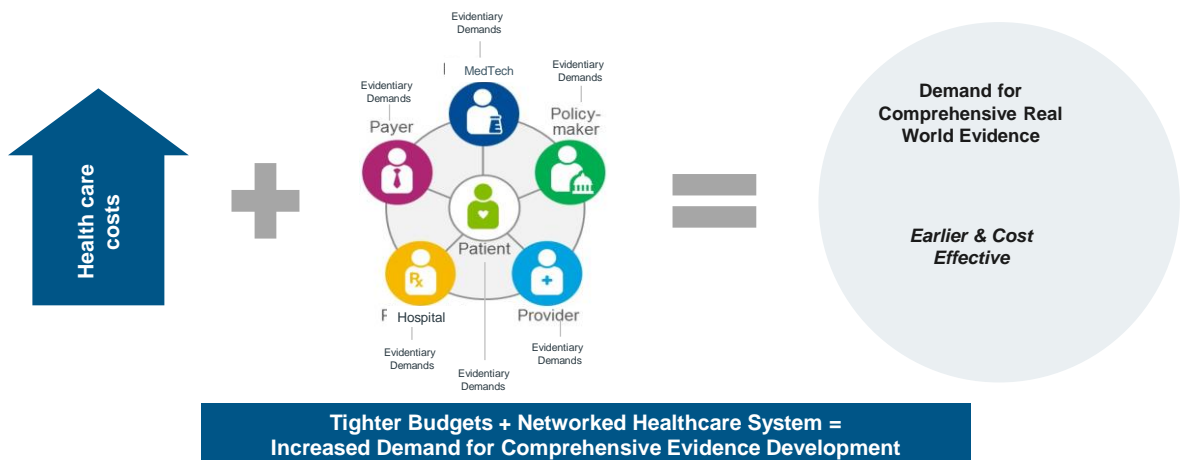 Health care
costs
Evidentiary
Demands
MedTech
Evidentiary
Demands
Payer
Evidentiary
Demands
Policy-
maker
Patient
Rx
Hospital
Evidentiary
Demands
Evidentiary
Demands
Provider
Evidentiary
Demands
Demand for
Comprehensive Real
World Evidence
Earlier & Cost
Effective
Tighter Budgets + Networked Healthcare System =
Increased Demand for Comprehensive Evidence Development